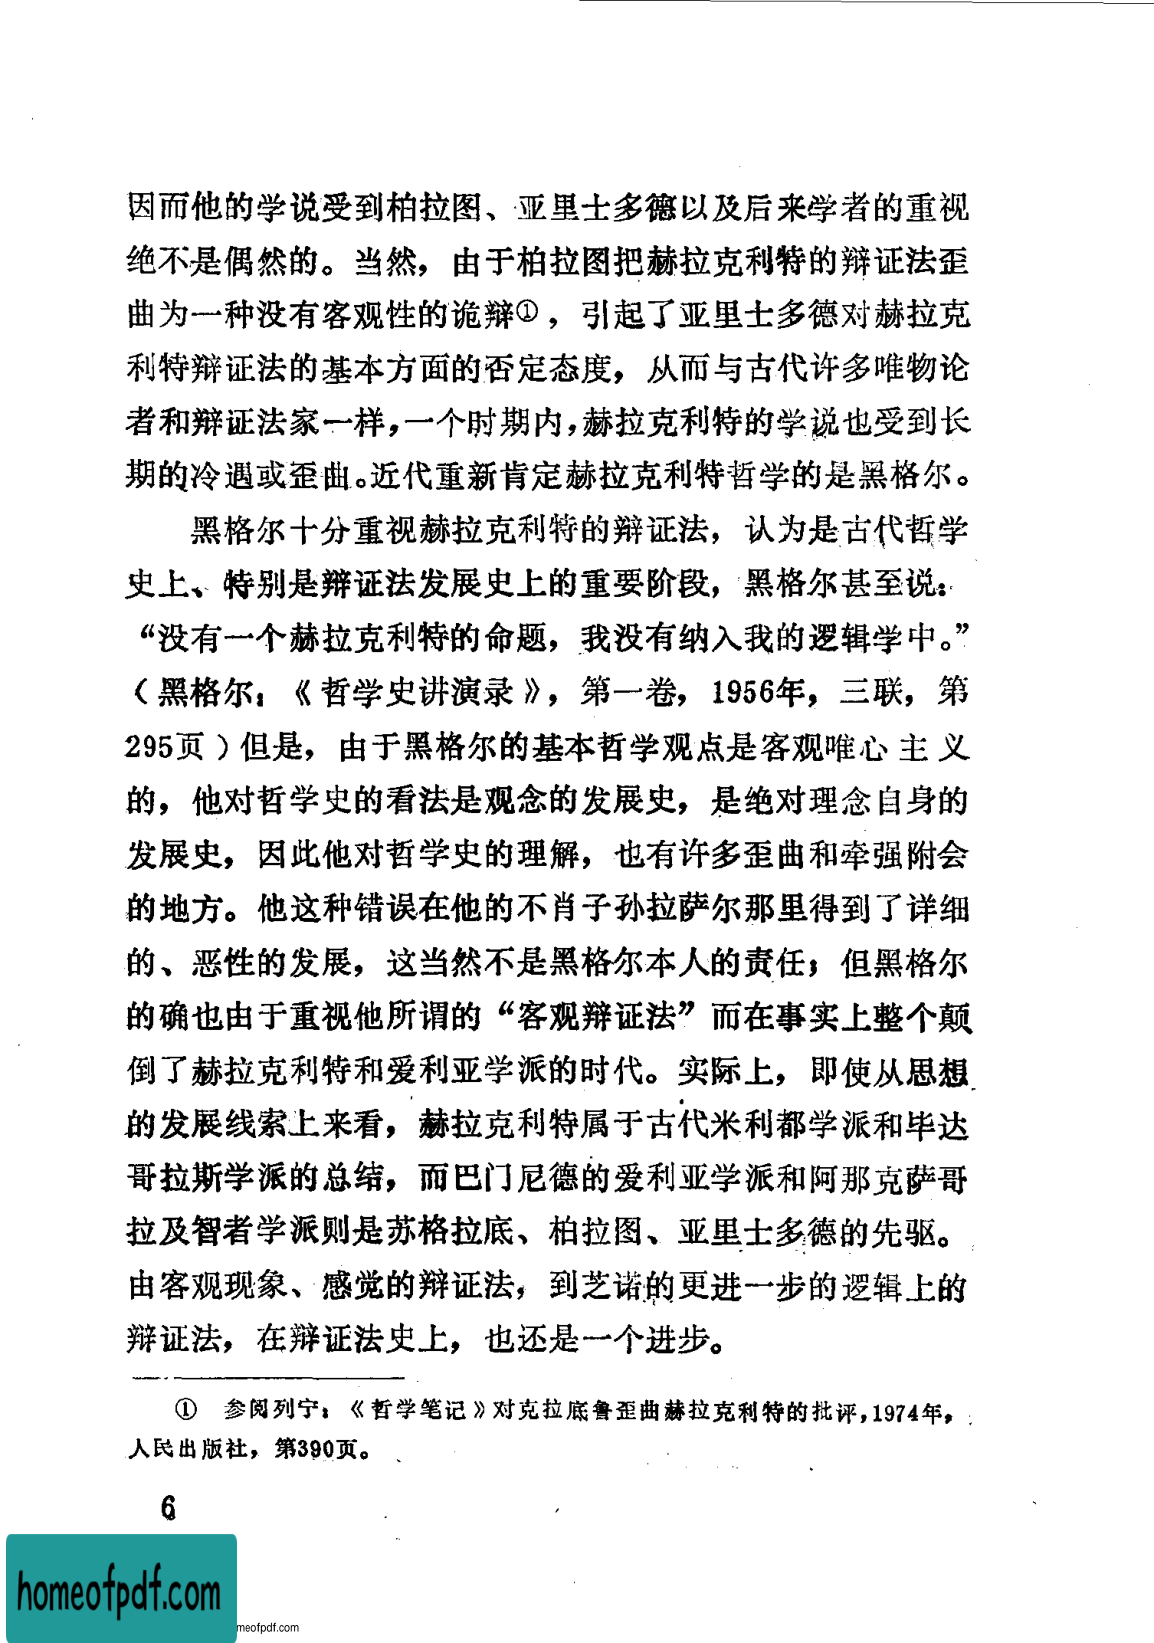 因而他的学说受到柏拉图、亚里士多德以及后来学者的重视
绝不是偶然的。当然，由于柏拉图把赫拉克利特的辩证法歪
曲为一种没有客观性的诡辩①，引起了亚里士多德对赫拉克
利特辩证法的基本方面的否定态度，从而与古代许多唯物论
者和辩证法家一样，一个时期内，赫拉克利特的学说也受到长
期的冷遇或歪曲。近代重新肯定赫拉克利特哲学的是黑格尔。
黑格尔十分重视赫拉克利特的辩证法，认为是古代哲学
史上、特别是辩证法发展史上的重要阶段，黑格尔甚至说：
“没有一个赫拉克利特的命题，我没有纳入我的逻辑学中。”
（黑格尔：《哲学史讲演录》，第一卷，1956年，三联，第
295页）但是，由于黑格尔的基本哲学观点是客观唯心主义
的，他对哲学史的看法是观念的发展史，是绝对理念自身的
发展史，因此他对哲学史的理解，也有许多歪曲和牵强附会
的地方。他这种错误在他的不肖子孙拉萨尔那里得到了详细
的、恶性的发展，这当然不是黑格尔本人的责任；但黑格尔
的确也由于重视他所谓的“客观辩证法”而在事实上整个颠
倒了赫拉克利特和爱利亚学派的时代。实际上，即使从思想
的发展线索上来看，赫拉克利特属于古代米利都学派和毕达
哥拉斯学派的总结，而巴门尼德的爱利亚学派和阿那克萨哥
拉及智者学派则是苏格拉底、柏拉图、亚里士多德的先驱。
由客观现象、感觉的辩证法，到芝诺的更进一步的逻辑上的
辩证法，在辩证法史上，也还是一个进步。
① 参阅列宁：《哲学笔记》对克拉底鲁歪曲赫拉克利特的批评，1974年，
人民出版社，第390页。
6
homeofpdf.com
meofpdf.com